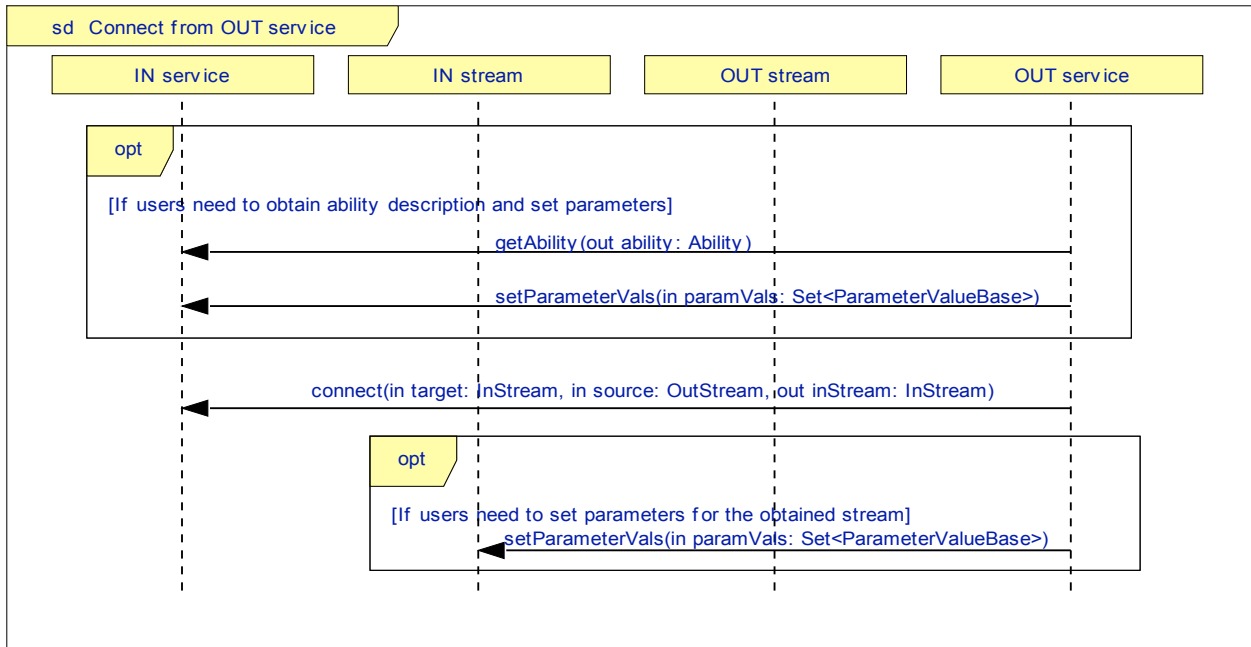 sd Connect from OUT service
IN service
IN stream
OUT stream
OUT service
opt
[If users need to obtain ability description and set parameters]
getAbility(out ability: Ability)
setParameterVals(in paramVals: Set<ParameterValueBase>)
connect(in target: InStream, in source: OutStream, out inStream: InStream)
opt
[If users need to set parameters for the obtained stream]
setParameterVals(in paramVals: Set<ParameterValueBase>)